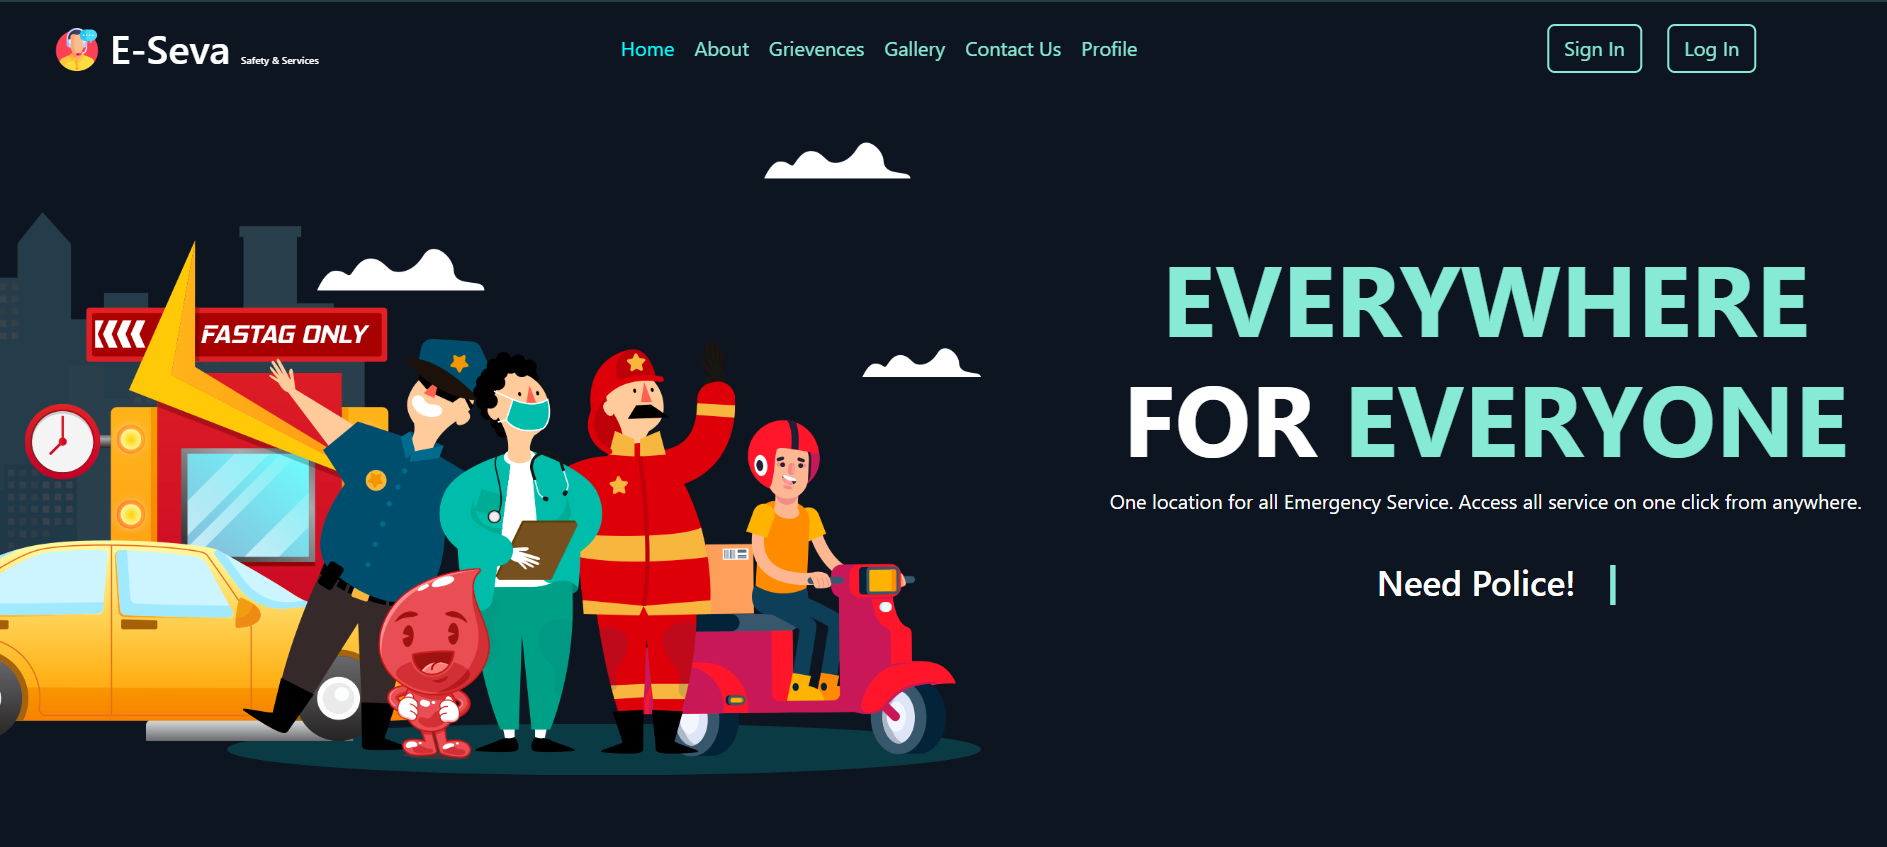 E-Seva Safety & Services
Home About Grievences Gallery Contact Us Profile
Sign In Log In
FASTAG ONLY
EVERYWHERE
FOR EVERYONE
One location for all Emergency Service. Access all service on one click from anywhere.
Need Police!